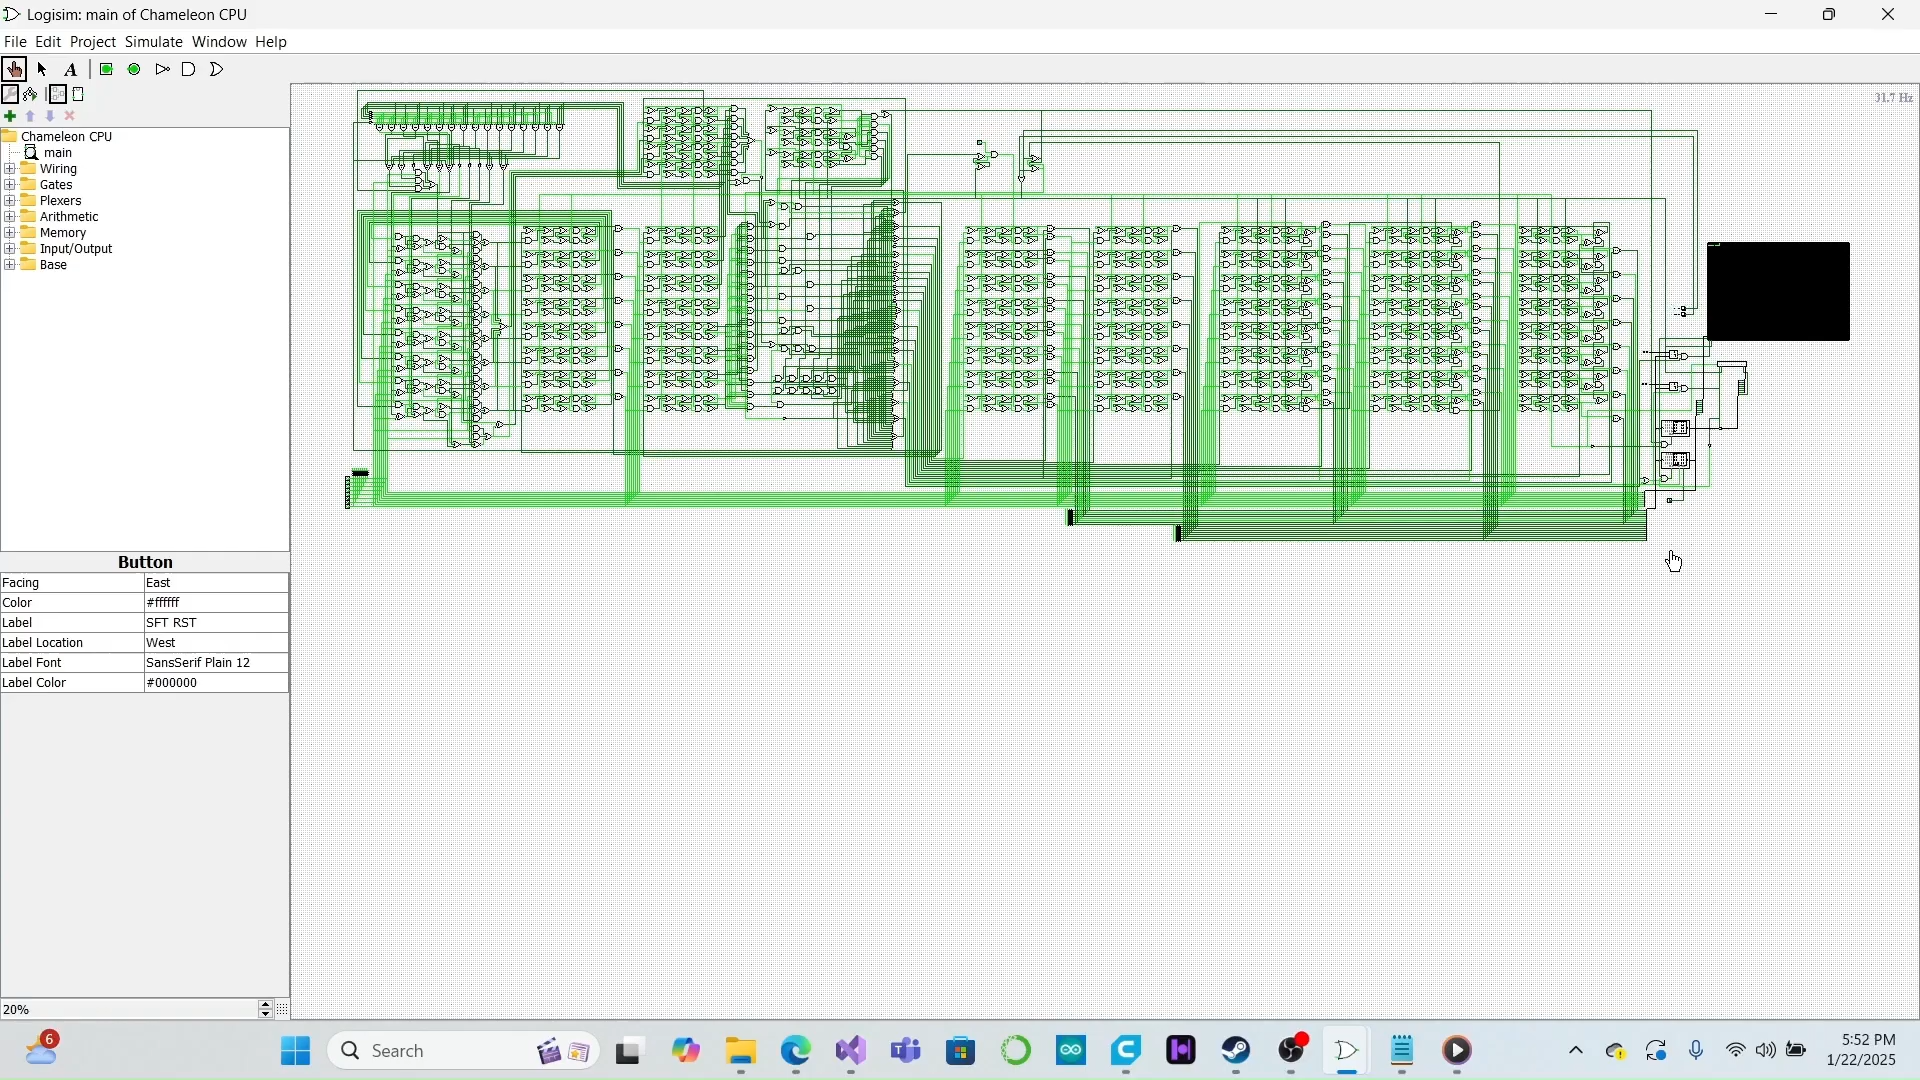 Logisim: main of Chameleon CPU
File Edit Project Simulate Window Help
A
31.7 Hz
Chameleon CPU
main
Wiring
Gates
Plexers
Arithmetic
Memory
Input/Output
Base
Button
Facing East
Color #ffffff
Label SFT RST
Label Location West
Label Font SansSerif Plain 12
Label Color #000000
20%
6
Search
5:52 PM
1/22/2025